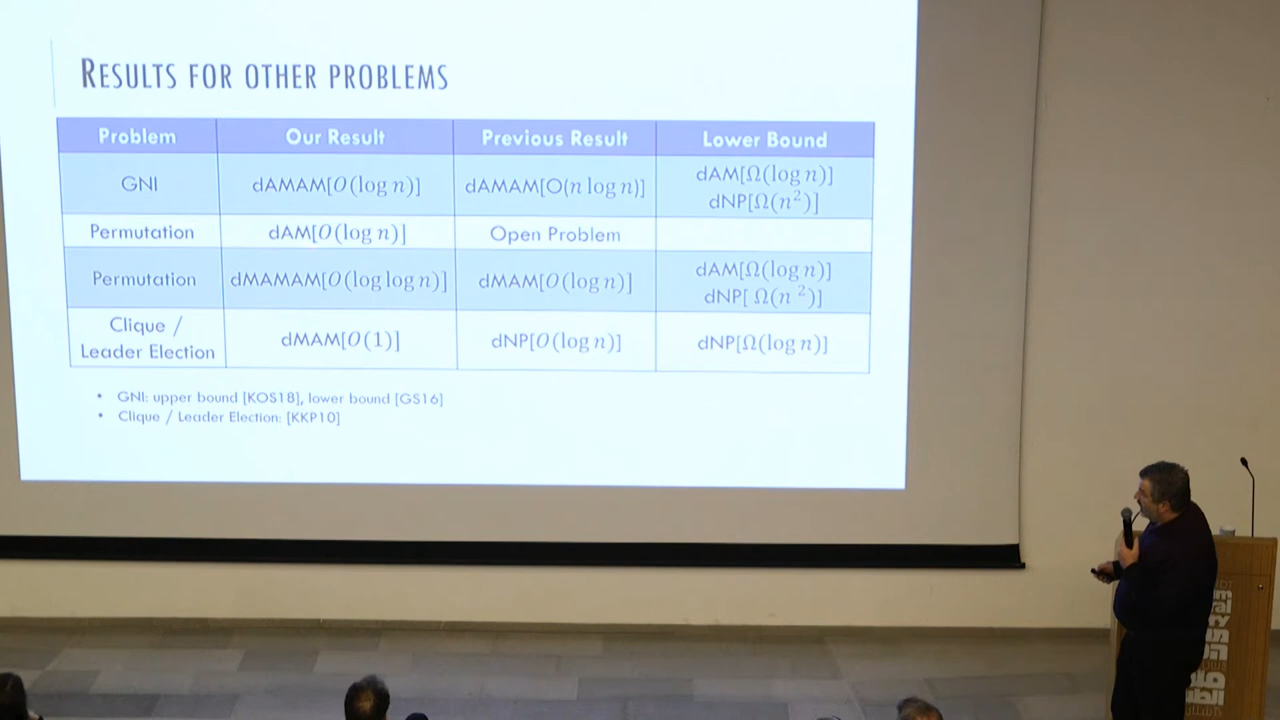 RESULTS FOR OTHER PROBLEMS
Problem Our Result Previous Result Lower Bound
GNI dAMAM[O(log n)] dAMAM[O(n log n)] dAM[Ω(log n)]
dNP[Ω(n²)]
Permutation dAM[O(log n)] Open Problem
Permutation dMAMAM[O(log log n)] dMAM[O(log n)] dAM[Ω(log n)]
dNP[ Ω(n ²)]
Clique /
Leader Election dMAM[O(1)] dNP[O(log n)] dNP[Ω(log n)]
• GNI: upper bound [KOS18], lower bound [GS16]
• Clique / Leader Election: [KKP10]